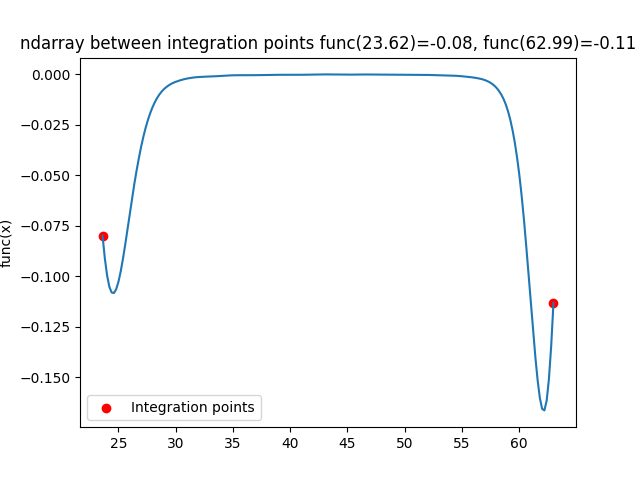 ndarray between integration points func(23.62)=-0.08, func(62.99)=-0.11
0.000
−0.025
−0.050
−0.075
−0.100
−0.125
−0.150
func(x)
Integration points
25 30 35 40 45 50 55 60